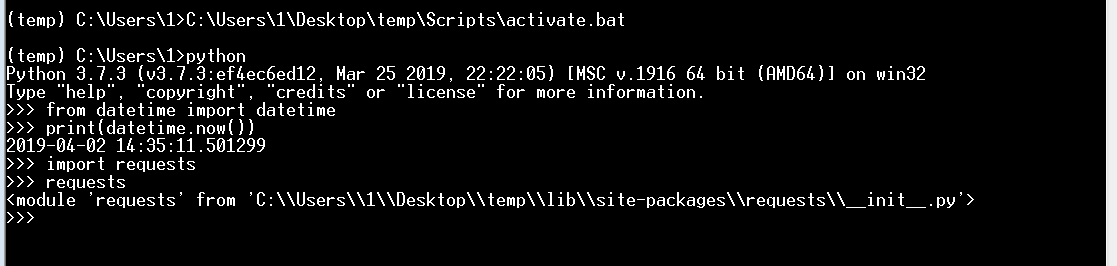 (temp) C:\Users\1>C:\Users\1\Desktop\temp\Scripts\activate.bat
(temp) C:\Users\1>python
Python 3.7.3 (v3.7.3:ef4ec6ed12, Mar 25 2019, 22:22:05) [MSC v.1916 64 bit (AMD64)] on win32
Type "help", "copyright", "credits" or "license" for more information.
>>> from datetime import datetime
>>> print(datetime.now())
2019-04-02 14:35:11.501299
>>> import requests
>>> requests
<module 'requests' from 'C:\\Users\\1\\Desktop\\temp\\lib\\site-packages\\requests\\__init__.py'>
>>>